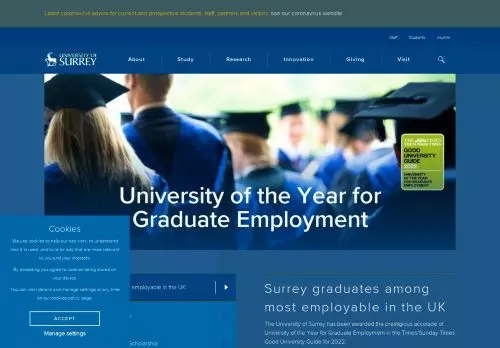 Latest coronavirus advice for current and prospective students, staff, partners and visitors: see our coronavirus website
Staff Students Alumni
UNIVERSITY OF
SURREY
About Study Research Innovation Giving Visit
THE TIMES
THE SUNDAY TIMES
GOOD
UNIVERSITY
GUIDE
2022
UNIVERSITY
OF THE YEAR FOR
GRADUATE
EMPLOYMENT
University of the Year for
Graduate Employment
Cookies
We use cookies to help our site work, to understand
how it is used, and to tailor ads that are more relevant
to you and your interests.
By accepting you agree to cookies being stored on
your device.
You can view details and manage settings at any time
on our cookies policy page.
ACCEPT
Manage settings
employable in the UK
Scholarship
Surrey graduates among
most employable in the UK
The University of Surrey has been awarded the prestigious accolade of
University of the Year for Graduate Employment in the Times/Sunday Times
Good University Guide for 2022.